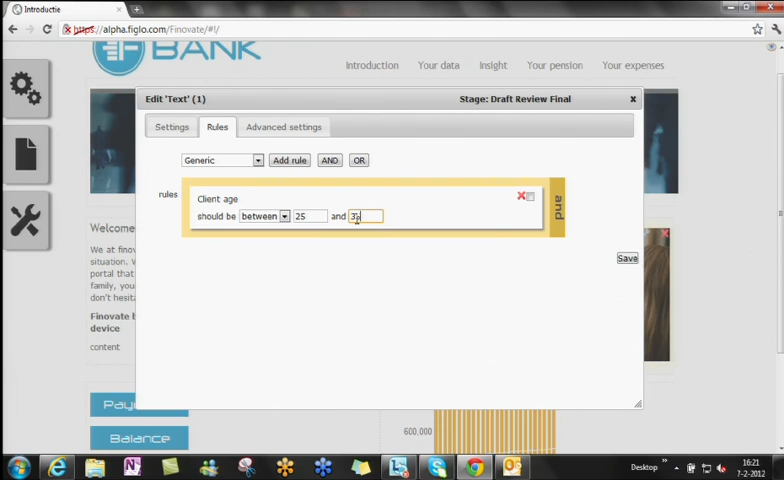 Introductie
https://alpha.figlo.com/Finovate/#!/
BANK
Introduction Your data Insight Your pension Your expenses
Edit 'Text' (1) Stage: Draft Review Final x
Settings Rules Advanced settings
Generic Add rule AND OR
rules
Client age
should be between 25 and
and
Save
Welcome
We at finov
situation. W
portal that
family, you
don't hesita
Finovate b
device
content
Pay
Balance
600,000
Desktop
16:21
7-2-2012